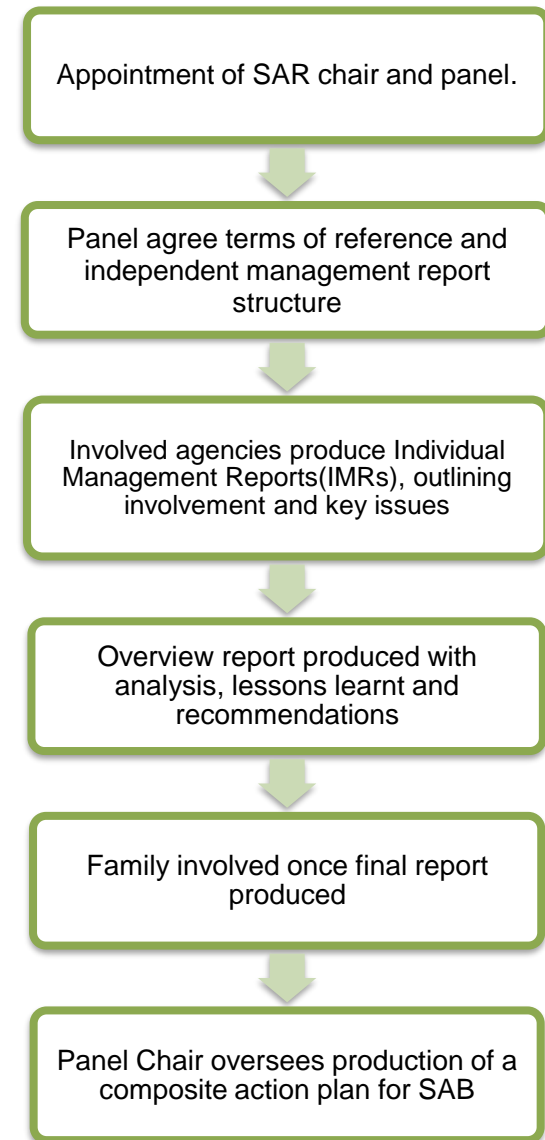 Appointment of SAR chair and panel.
Panel agree terms of reference and
independent management report
structure
Involved agencies produce Individual
Management Reports(IMRs), outlining
involvement and key issues
Overview report produced with
analysis, lessons learnt and
recommendations
Family involved once final report
produced
Panel Chair oversees production of a
composite action plan for SAB